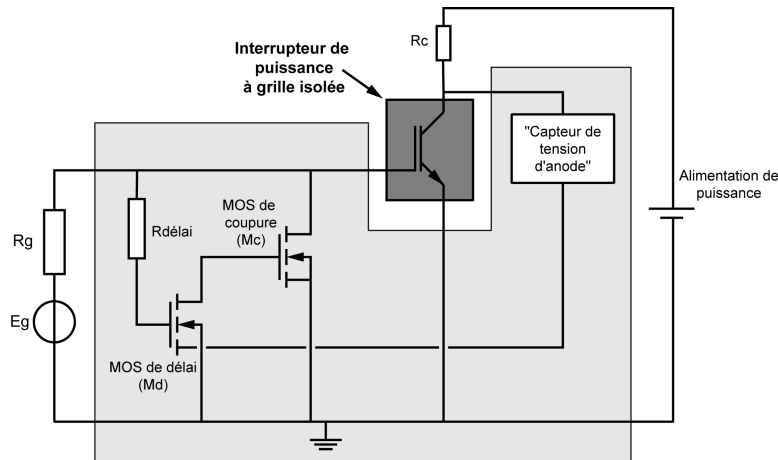 Rc
Interrupteur de
puissance
à grille isolée
"Capteur de
tension
d'anode"
Alimentation de
puissance
MOS de
coupure
(Mc)
Rdélai
Rg
Eg
MOS de délai
(Md)